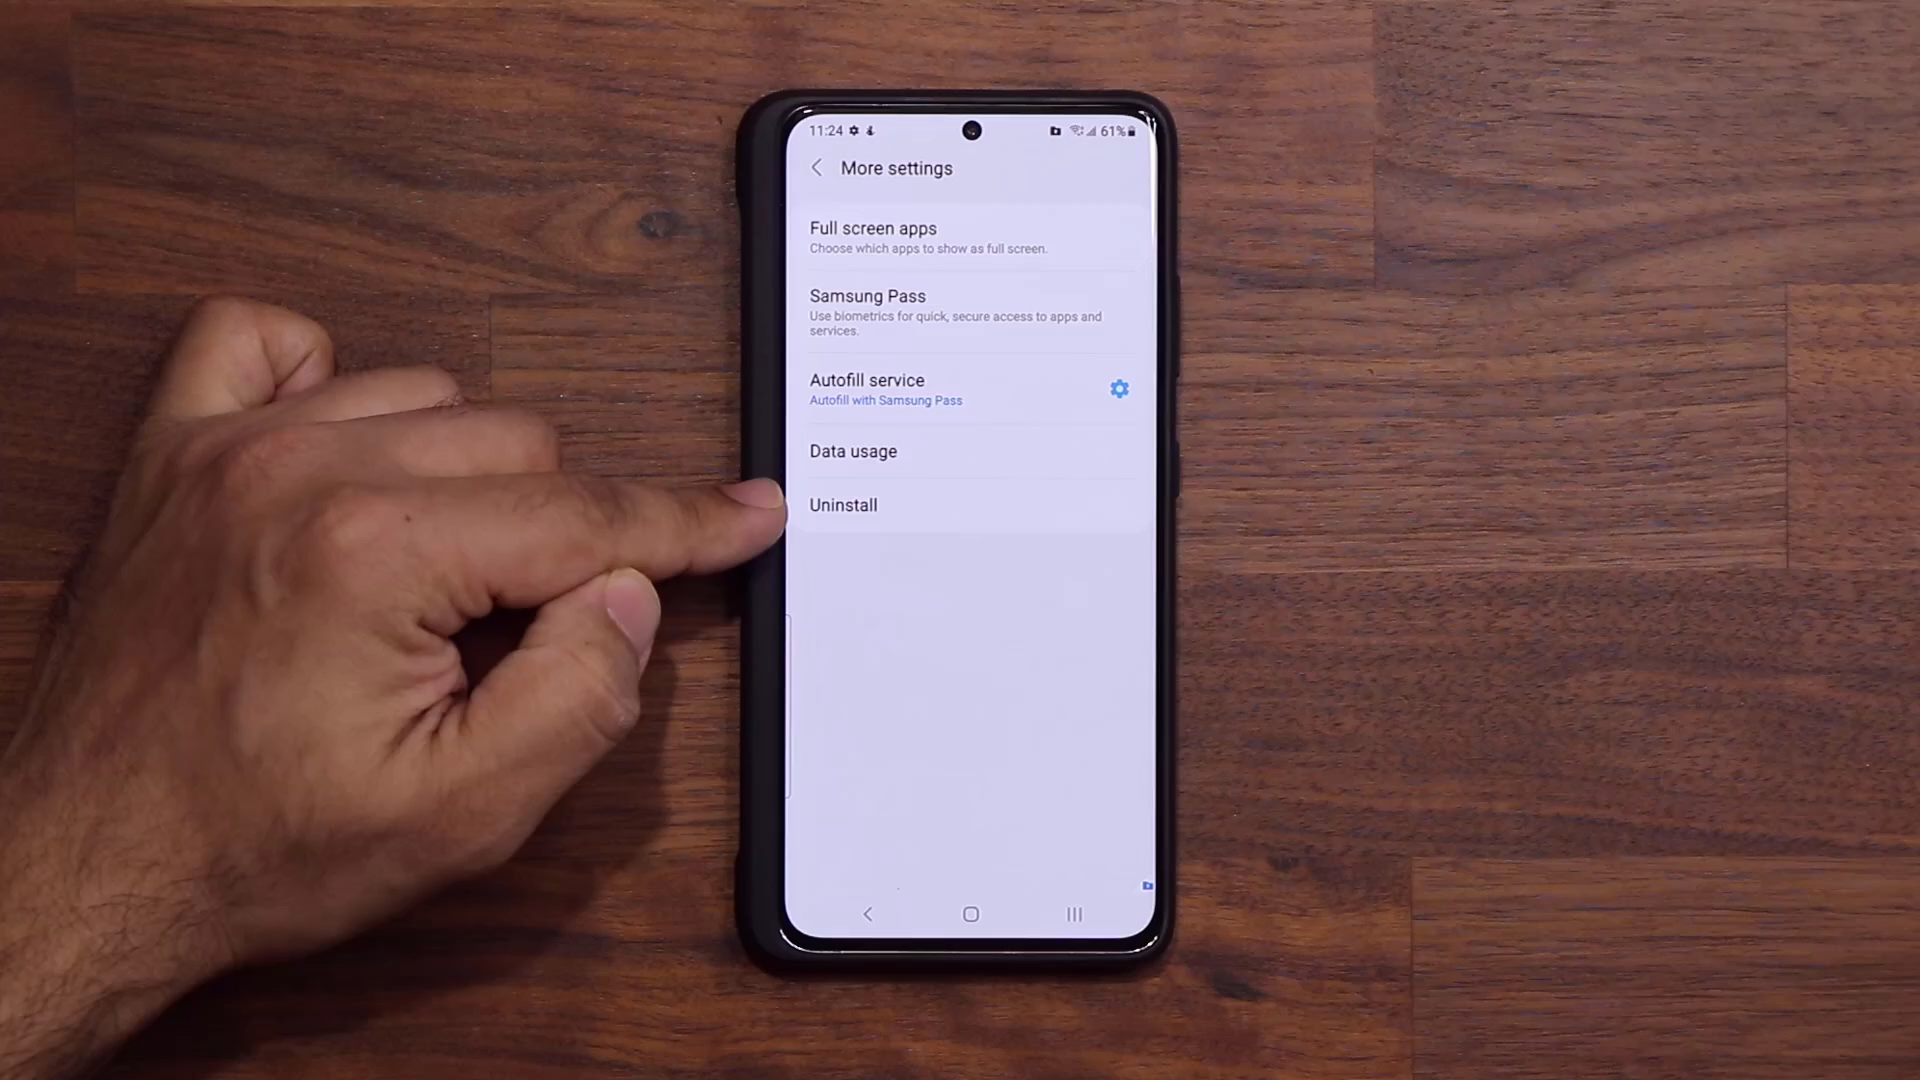 11:24 61%
More settings
Full screen apps
Choose which apps to show as full screen.
Samsung Pass
Use biometrics for quick, secure access to apps and
services.
Autofill service
Autofill with Samsung Pass
Data usage
Uninstall